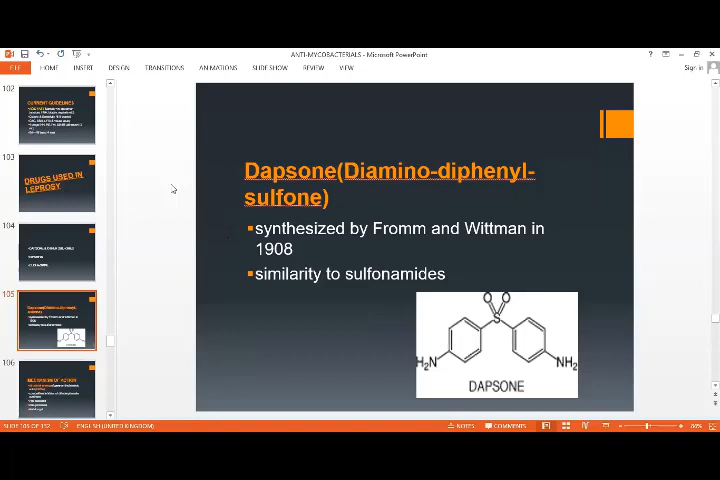 ANTI-MYCOBACTERIALS - Microsoft PowerPoint
Sign in
FILE HOME INSERT DESIGN TRANSITIONS ANIMATIONS SLIDE SHOW REVIEW VIEW
102
CURRENT GUIDELINES
103
DRUGS USED IN
LEPROSY
104
105
106
MECHANISM OF ACTION
Dapsone(Diamino-diphenyl-
sulfone)
synthesized by Fromm and Wittman in
1908
similarity to sulfonamides
O O
S
H2N NH2
DAPSONE
SLIDE 105 OF 132 ENGLISH (UNITED KINGDOM) NOTES COMMENTS 86%